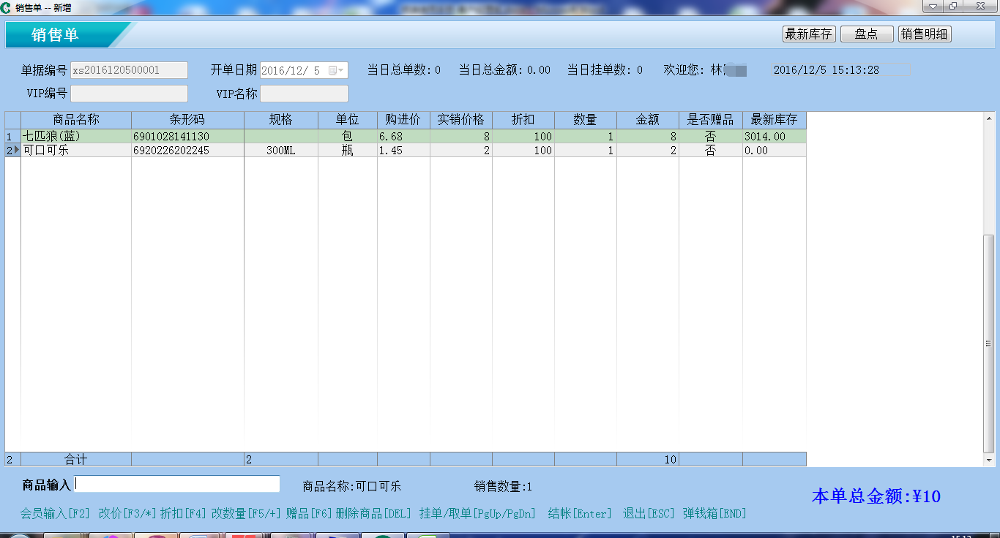 销售单 -- 新增
销售单 最新库存 盘点 销售明细
单据编号 xs2016120500001 开单日期 2016/12/ 5 当日总单数: 0 当日总金额: 0.00 当日挂单数: 0 欢迎您: 林 2016/12/5 15:13:28
VIP编号 VIP名称
商品名称 条形码 规格 单位 购进价 实销价格 折扣 数量 金额 是否赠品 最新库存
1 七匹狼(蓝) 6901028141130 包 6.68 8 100 1 8 否 3014.00
2 可口可乐 6920226202245 300ML 瓶 1.45 2 100 1 2 否 0.00
2 合计 2 10
商品输入 商品名称:可口可乐 销售数量:1
本单总金额:¥10
会员输入[F2] 改价[F3/*] 折扣[F4] 改数量[F5/+] 赠品[F6] 删除商品[DEL] 挂单/取单[PgUp/PgDn] 结帐[Enter] 退出[ESC] 弹钱箱[END]